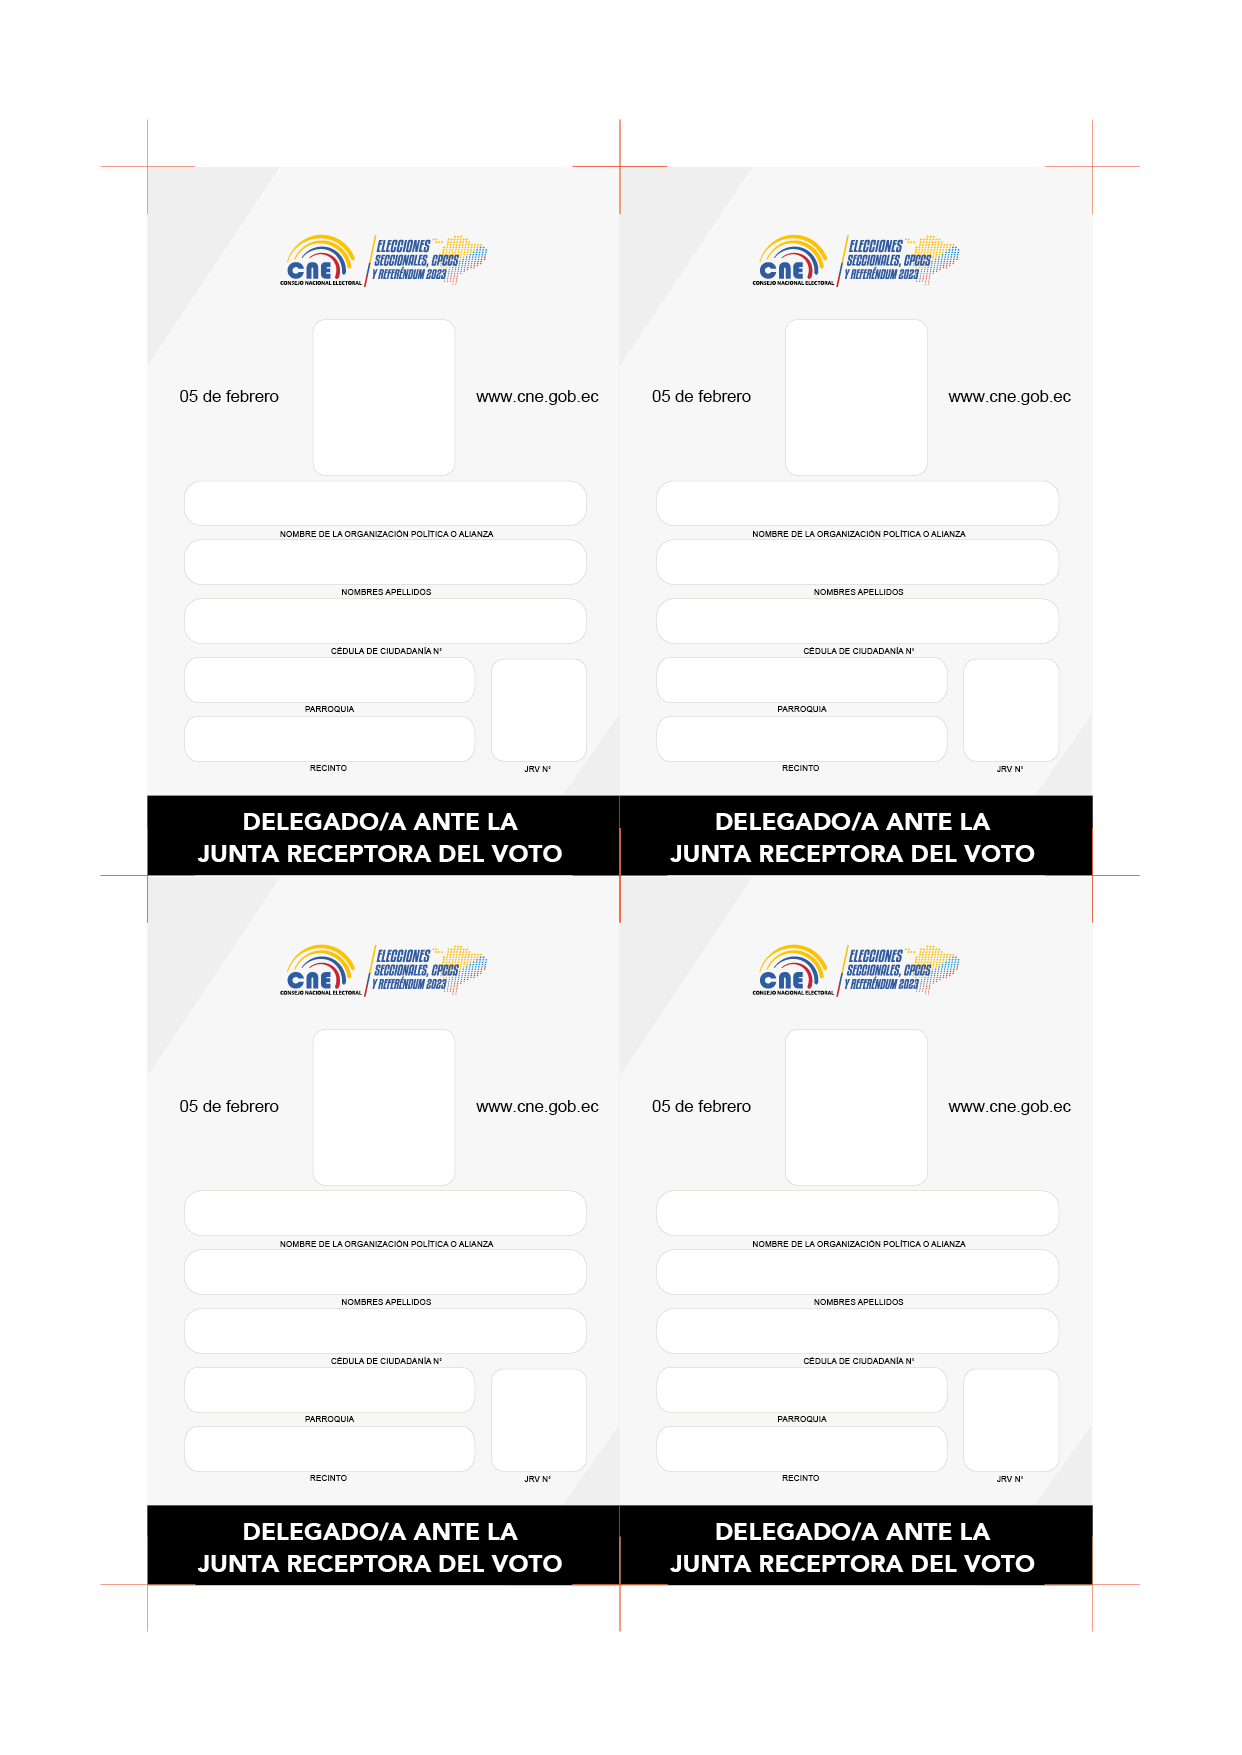 CNE
CONSEJO NACIONAL ELECTORAL
ELECCIONES
SECCIONALES, CPCCS
Y REFERÉNDUM 2023
05 de febrero
www.cne.gob.ec
NOMBRE DE LA ORGANIZACIÓN POLÍTICA O ALIANZA
NOMBRES APELLIDOS
CÉDULA DE CIUDADANÍA N°
PARROQUIA
RECINTO
JRV N°
DELEGADO/A ANTE LA
JUNTA RECEPTORA DEL VOTO
CNE
CONSEJO NACIONAL ELECTORAL
ELECCIONES
SECCIONALES, CPCCS
Y REFERÉNDUM 2023
05 de febrero
www.cne.gob.ec
NOMBRE DE LA ORGANIZACIÓN POLÍTICA O ALIANZA
NOMBRES APELLIDOS
CÉDULA DE CIUDADANÍA N°
PARROQUIA
RECINTO
JRV N°
DELEGADO/A ANTE LA
JUNTA RECEPTORA DEL VOTO
CNE
CONSEJO NACIONAL ELECTORAL
ELECCIONES
SECCIONALES, CPCCS
Y REFERÉNDUM 2023
05 de febrero
www.cne.gob.ec
NOMBRE DE LA ORGANIZACIÓN POLÍTICA O ALIANZA
NOMBRES APELLIDOS
CÉDULA DE CIUDADANÍA N°
PARROQUIA
RECINTO
JRV N°
DELEGADO/A ANTE LA
JUNTA RECEPTORA DEL VOTO
CNE
CONSEJO NACIONAL ELECTORAL
ELECCIONES
SECCIONALES, CPCCS
Y REFERÉNDUM 2023
05 de febrero
www.cne.gob.ec
NOMBRE DE LA ORGANIZACIÓN POLÍTICA O ALIANZA
NOMBRES APELLIDOS
CÉDULA DE CIUDADANÍA N°
PARROQUIA
RECINTO
JRV N°
DELEGADO/A ANTE LA
JUNTA RECEPTORA DEL VOTO